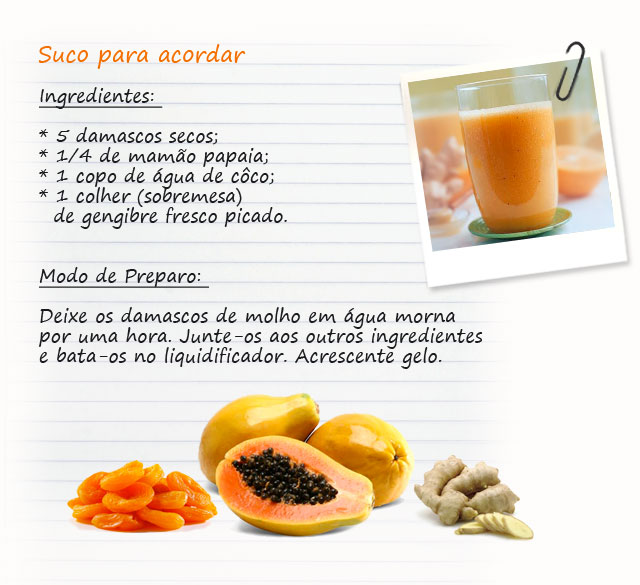 Suco para acordar
Ingredientes:
* 5 damascos secos;
* 1/4 de mamão papaia;
* 1 copo de água de côco;
* 1 colher (sobremesa)
de gengibre fresco picado.
Modo de Preparo:
Deixe os damascos de molho em água morna
por uma hora. Junte-os aos outros ingredientes
e bata-os no liquidificador. Acrescente gelo.